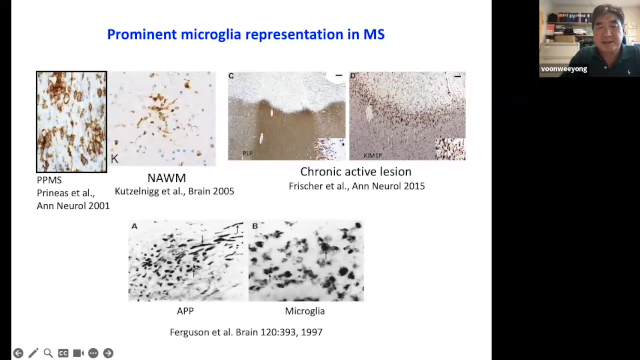 Prominent microglia representation in MS
K
C
D
PLP
PPMS
Prineas et al.,
Ann Neurol 2001
NAWM
Kutzelnigg et al., Brain 2005
Chronic active lesion
Frischer et al., Ann Neurol 2015
A
B
APP
Microglia
Ferguson et al. Brain 120:393, 1997
voonweeyong